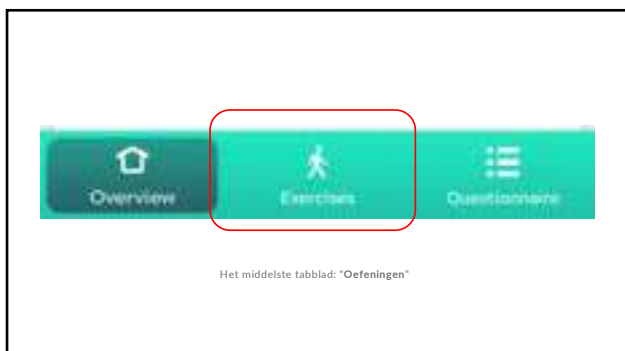 Overview
Exercises
Questionnaire
Het middelste tabblad: "Oefeningen"